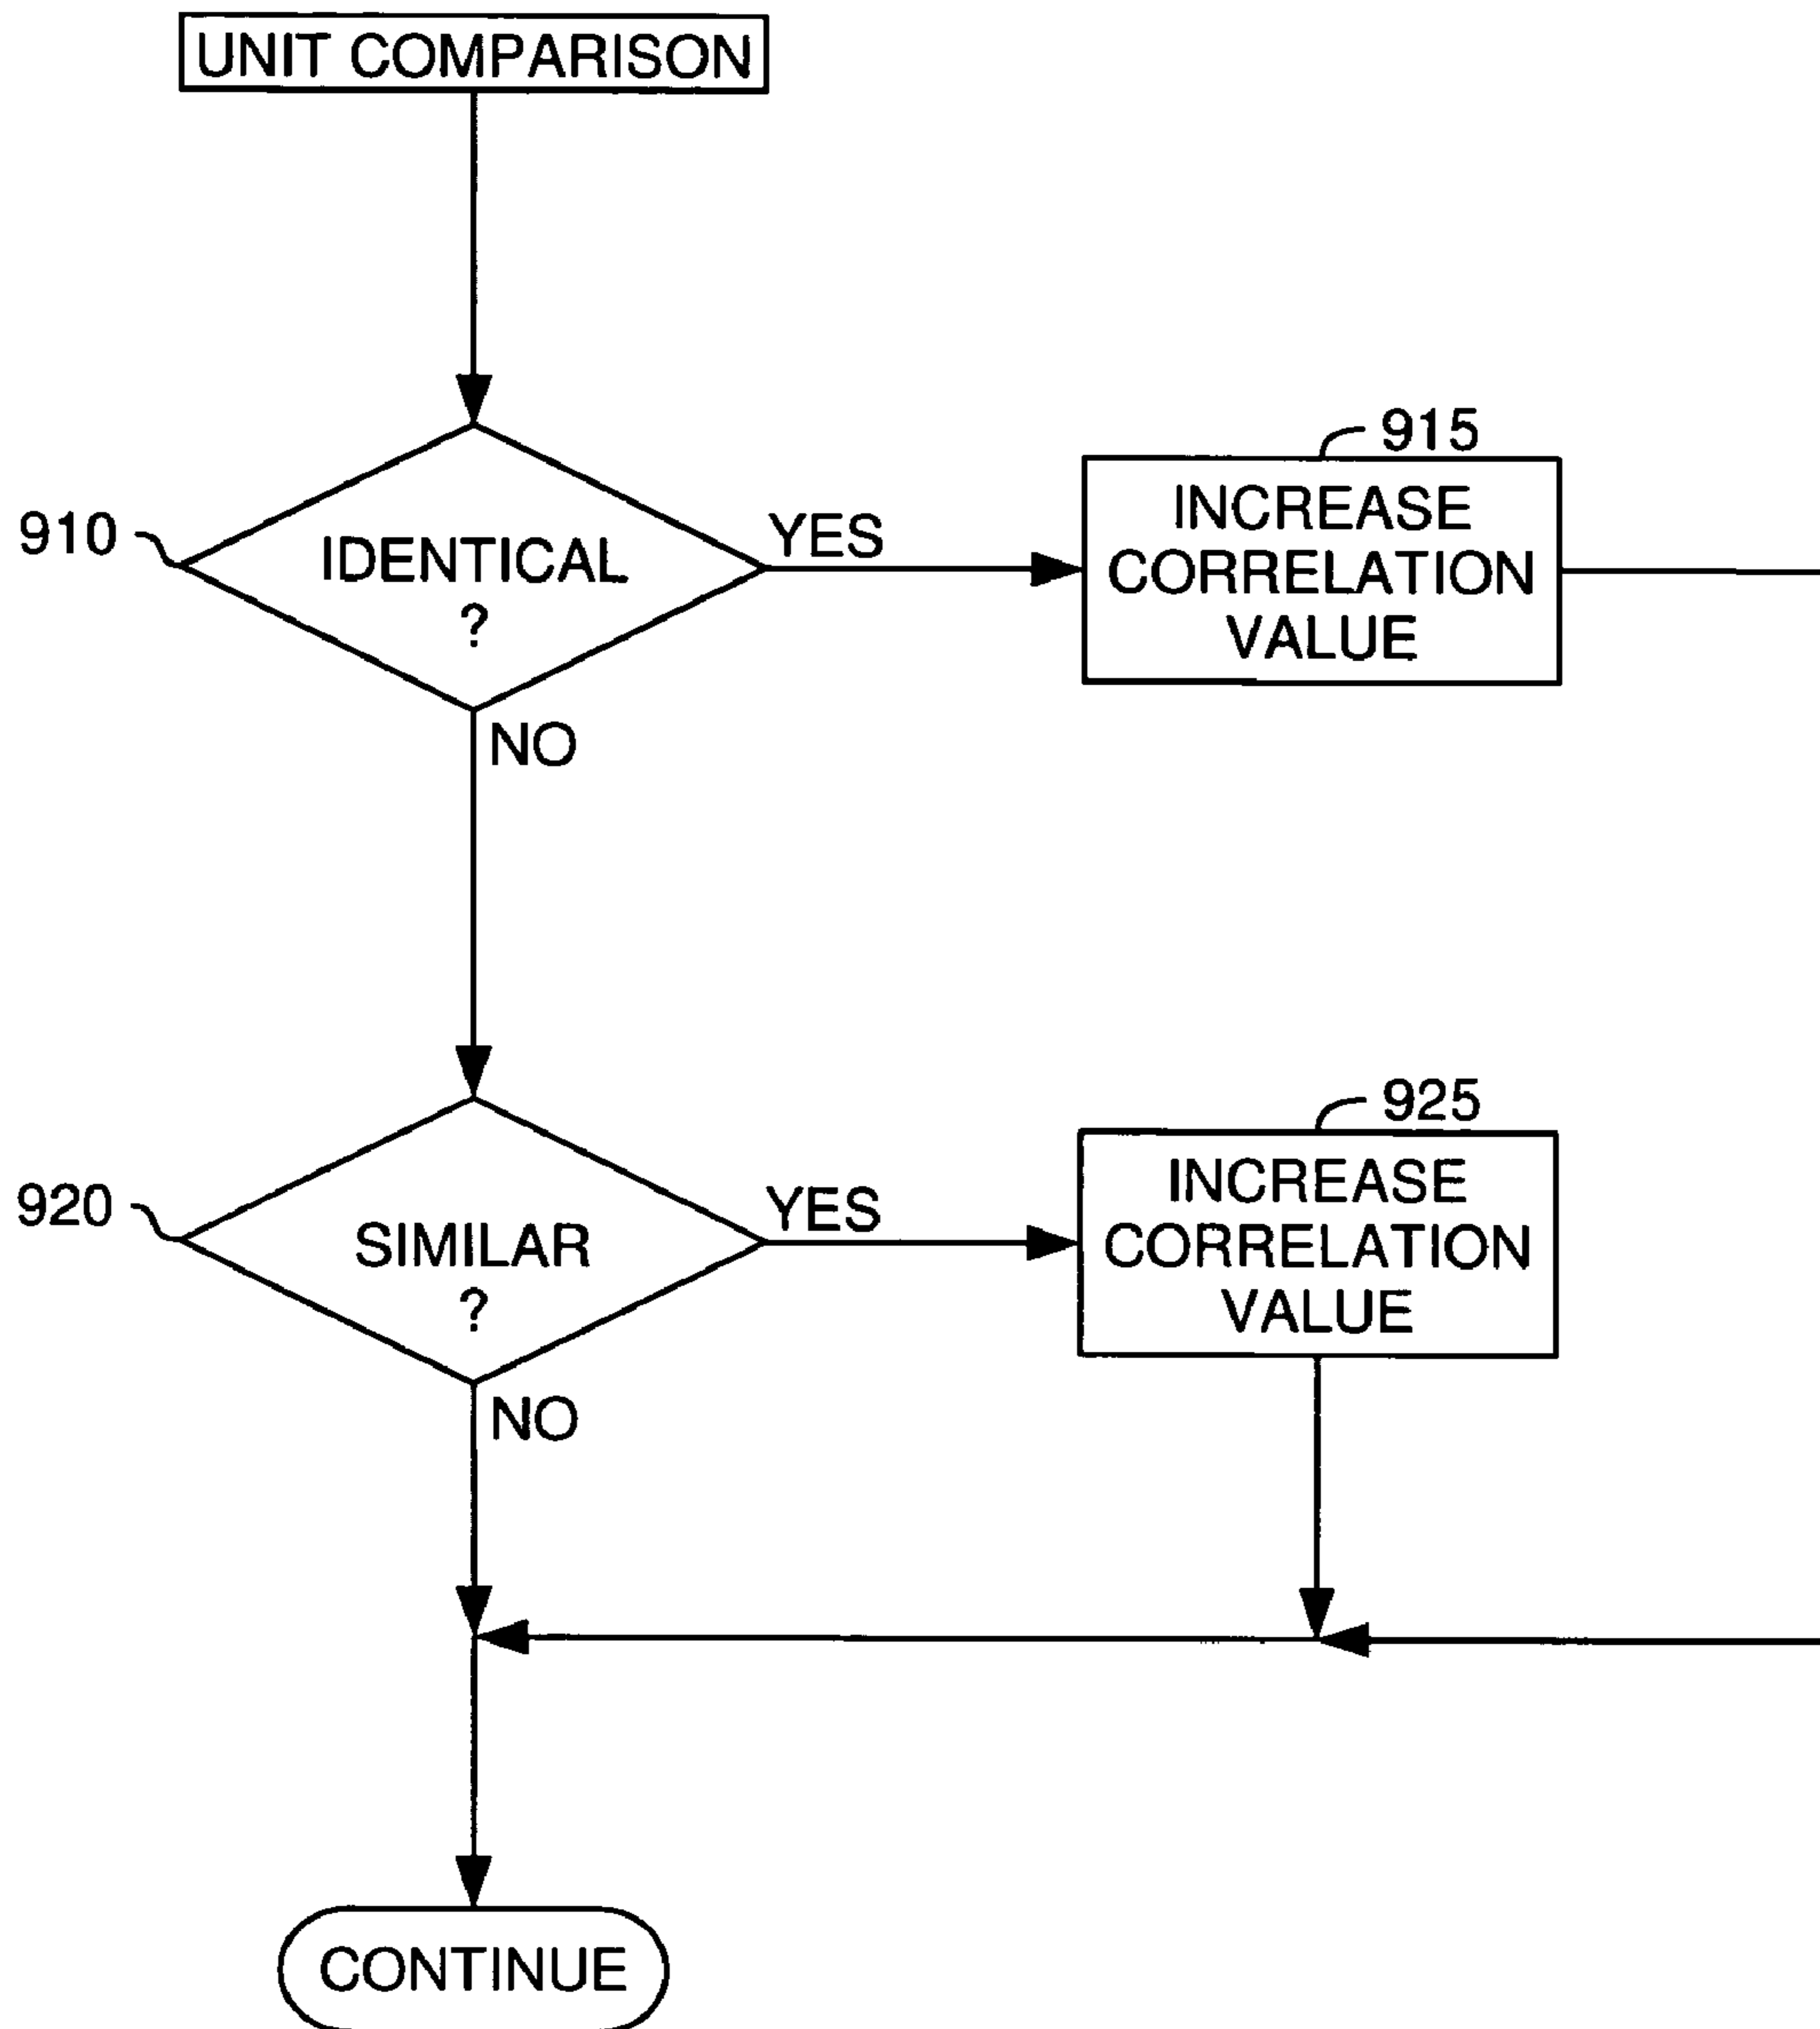 UNIT COMPARISON
910
IDENTICAL
?
YES
915
INCREASE
CORRELATION
VALUE
NO
920
SIMILAR
?
YES
925
INCREASE
CORRELATION
VALUE
NO
CONTINUE